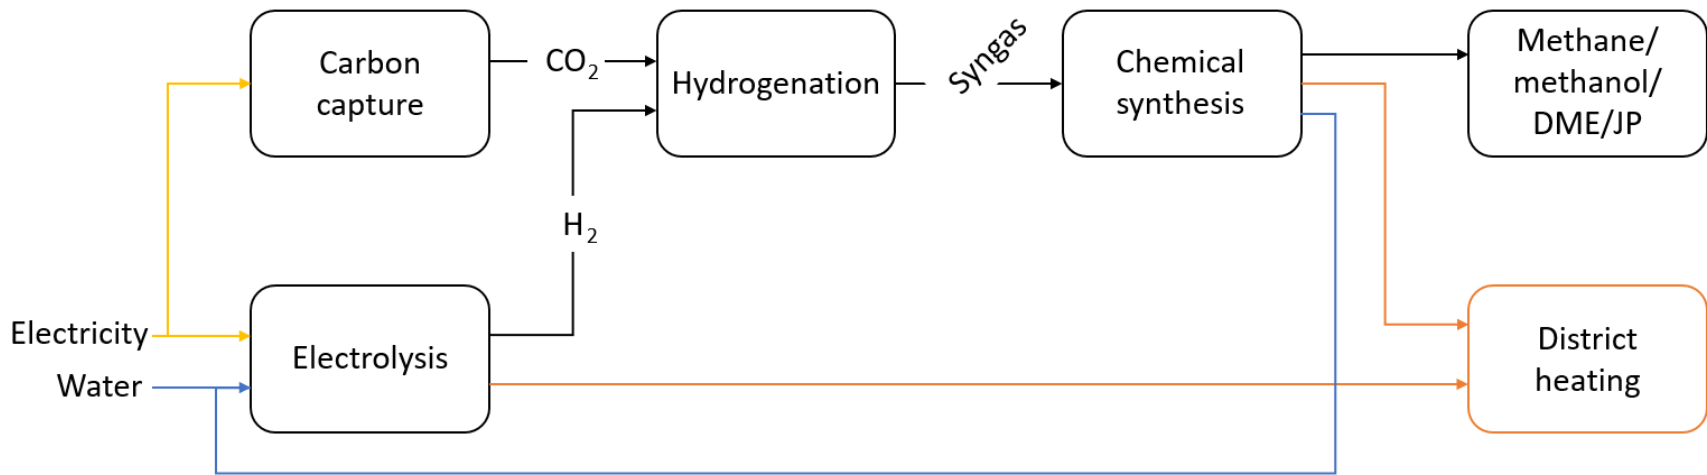 Carbon
capture
CO₂
Hydrogenation
Syngas
Chemical
synthesis
Methane/
methanol/
DME/JP
H₂
Electricity
Water
Electrolysis
District
heating